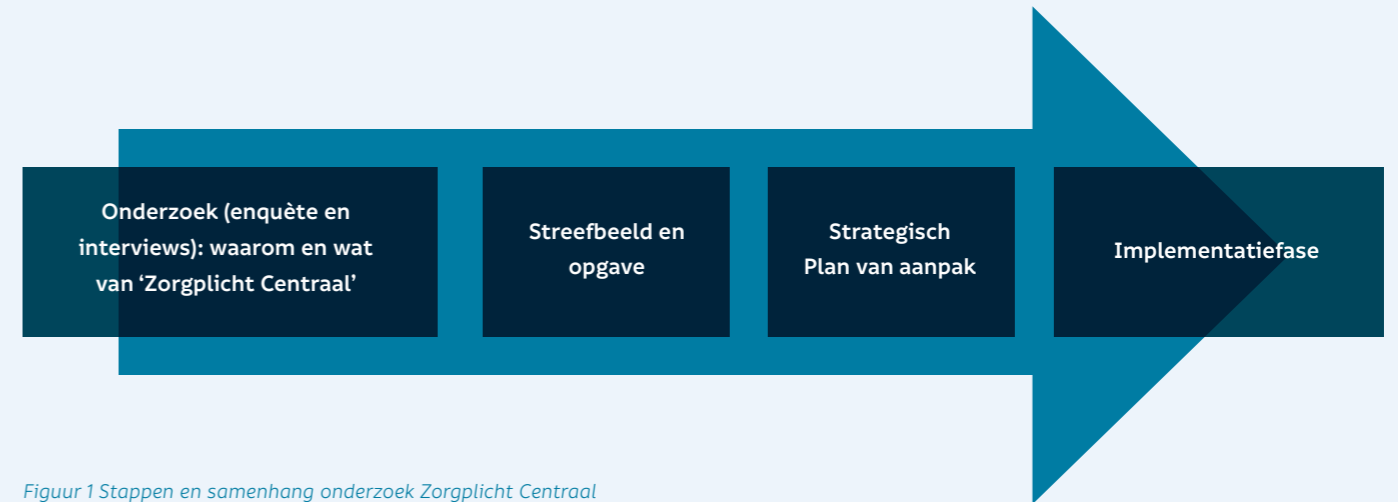 Onderzoek (enquète en
interviews): waarom en wat
van ‘Zorgplicht Centraal’
Streefbeeld en
opgave
Strategisch
Plan van aanpak
Implementatiefase
Figuur 1 Stappen en samenhang onderzoek Zorgplicht Centraal